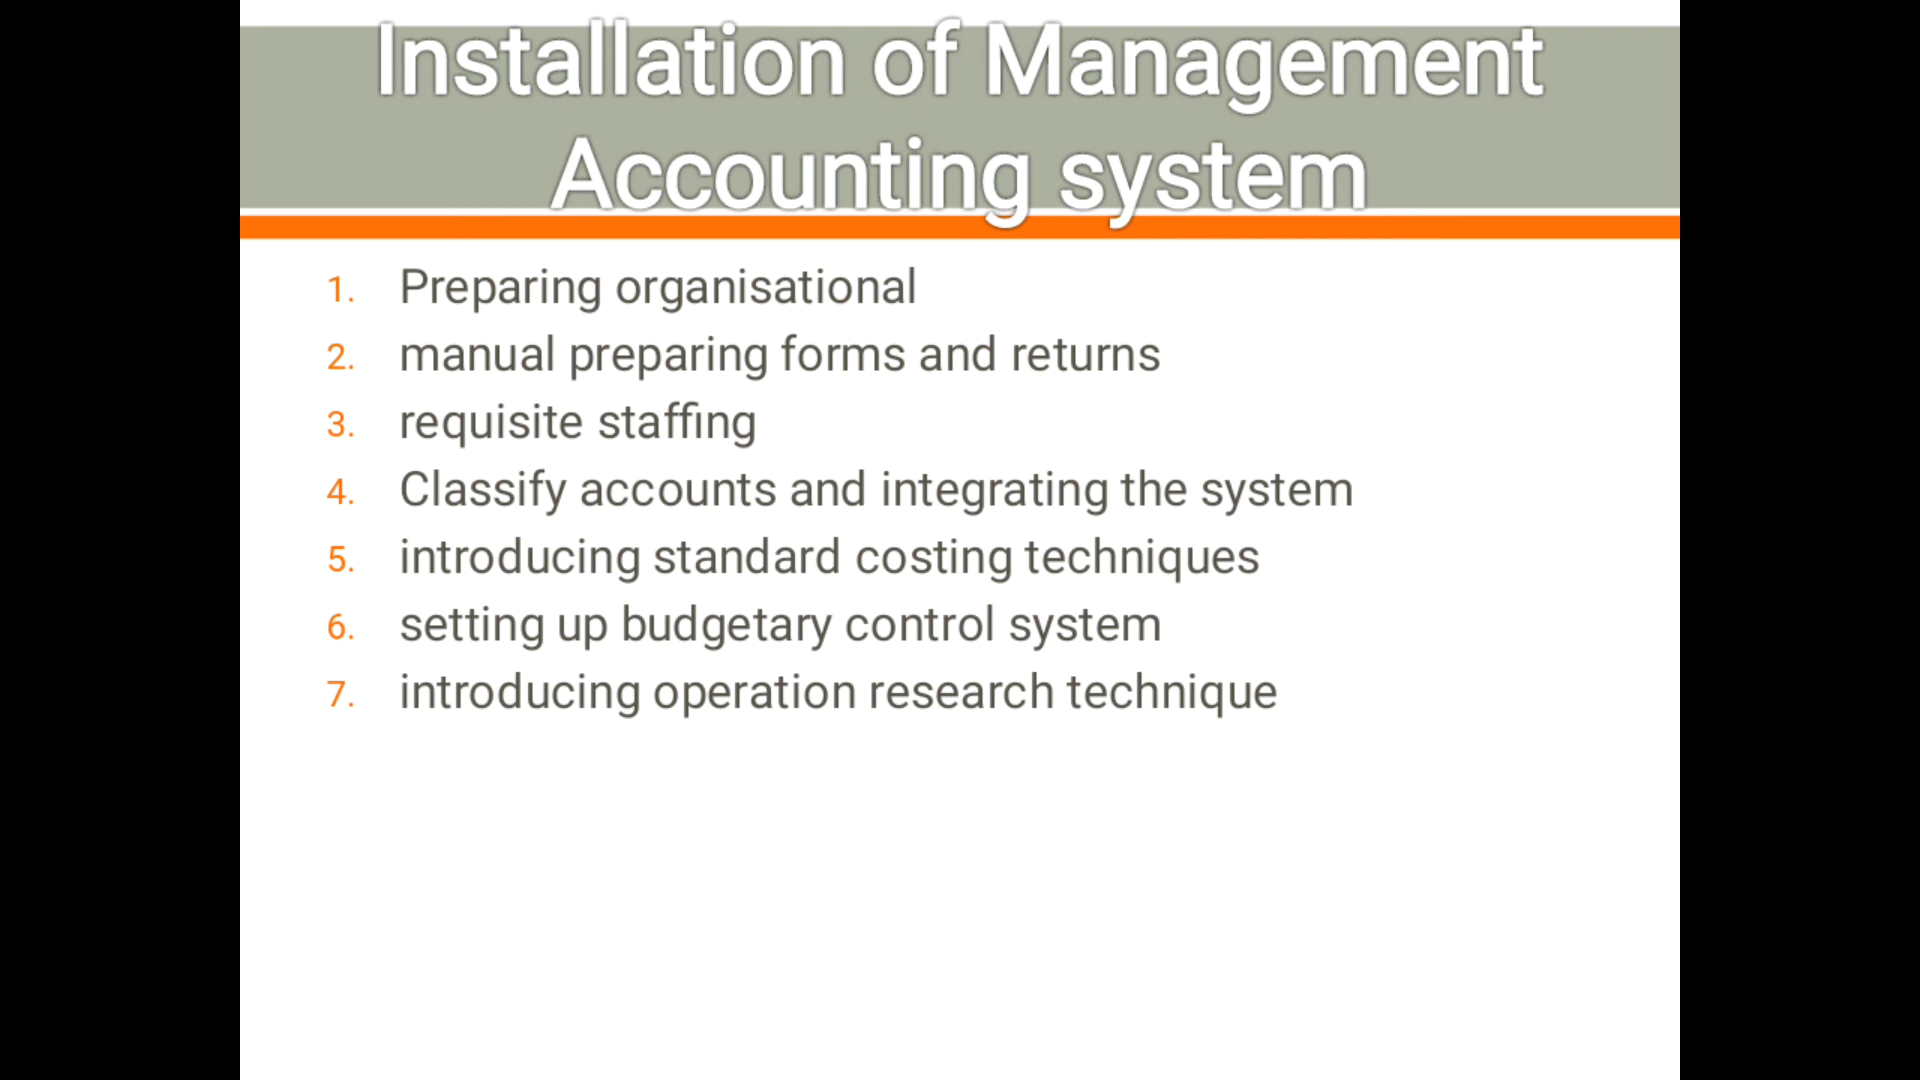 Installation of Management
Accounting system
1. Preparing organisational
2. manual preparing forms and returns
3. requisite staffing
4. Classify accounts and integrating the system
5. introducing standard costing techniques
6. setting up budgetary control system
7. introducing operation research technique